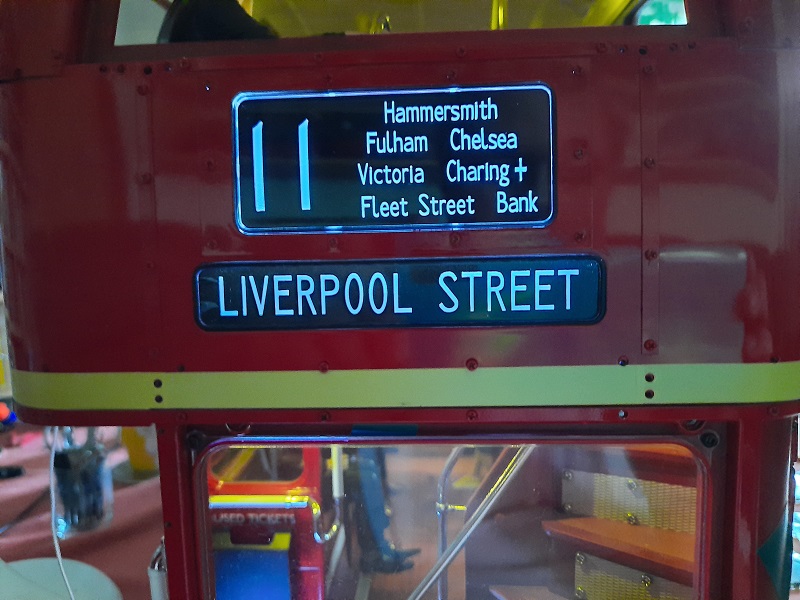 11
Hammersmith
Fulham Chelsea
Victoria Charing +
Fleet Street Bank
LIVERPOOL STREET
USED TICKETS